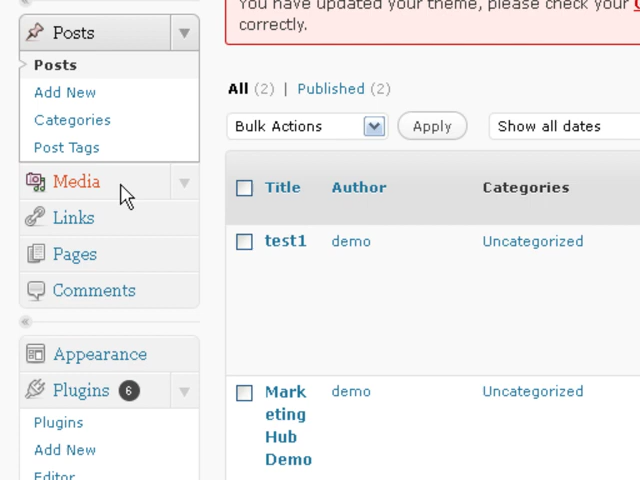 You have updated your theme, please check your
correctly.
Posts
Posts
Add New
Categories
Post Tags
Media
Links
Pages
Comments
Appearance
Plugins 6
Plugins
Add New
Editor
All (2) | Published (2)
Bulk Actions
Apply
Show all dates
Title Author Categories
test1 demo Uncategorized
Mark demo Uncategorized
eting
Hub
Demo